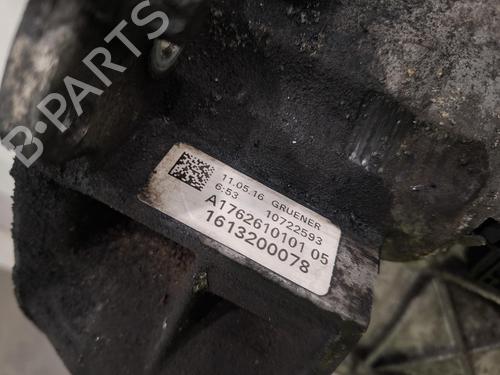 B-PARTS
11.05.16 GRUENER
6:53 10722593
A1762610101 05
1613200078